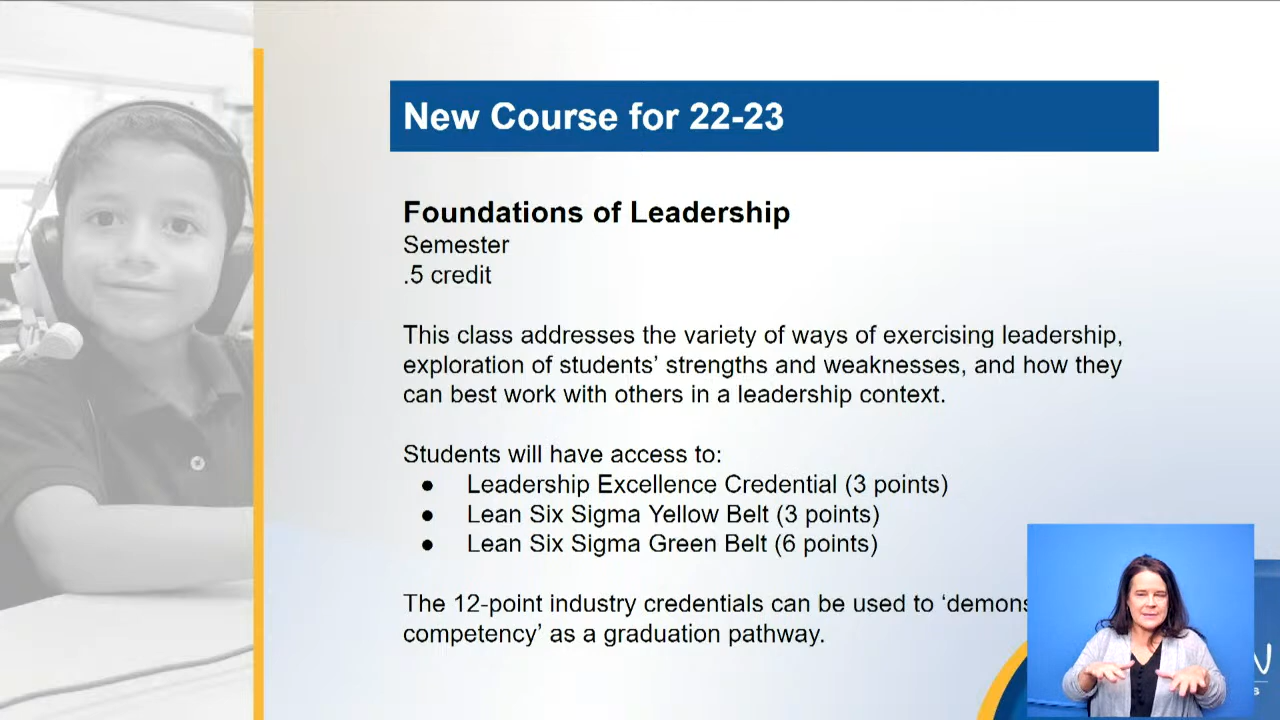 New Course for 22-23
Foundations of Leadership
Semester
.5 credit
This class addresses the variety of ways of exercising leadership,
exploration of students’ strengths and weaknesses, and how they
can best work with others in a leadership context.
Students will have access to:
● Leadership Excellence Credential (3 points)
● Lean Six Sigma Yellow Belt (3 points)
● Lean Six Sigma Green Belt (6 points)
The 12-point industry credentials can be used to ‘demons
competency’ as a graduation pathway.
N
s